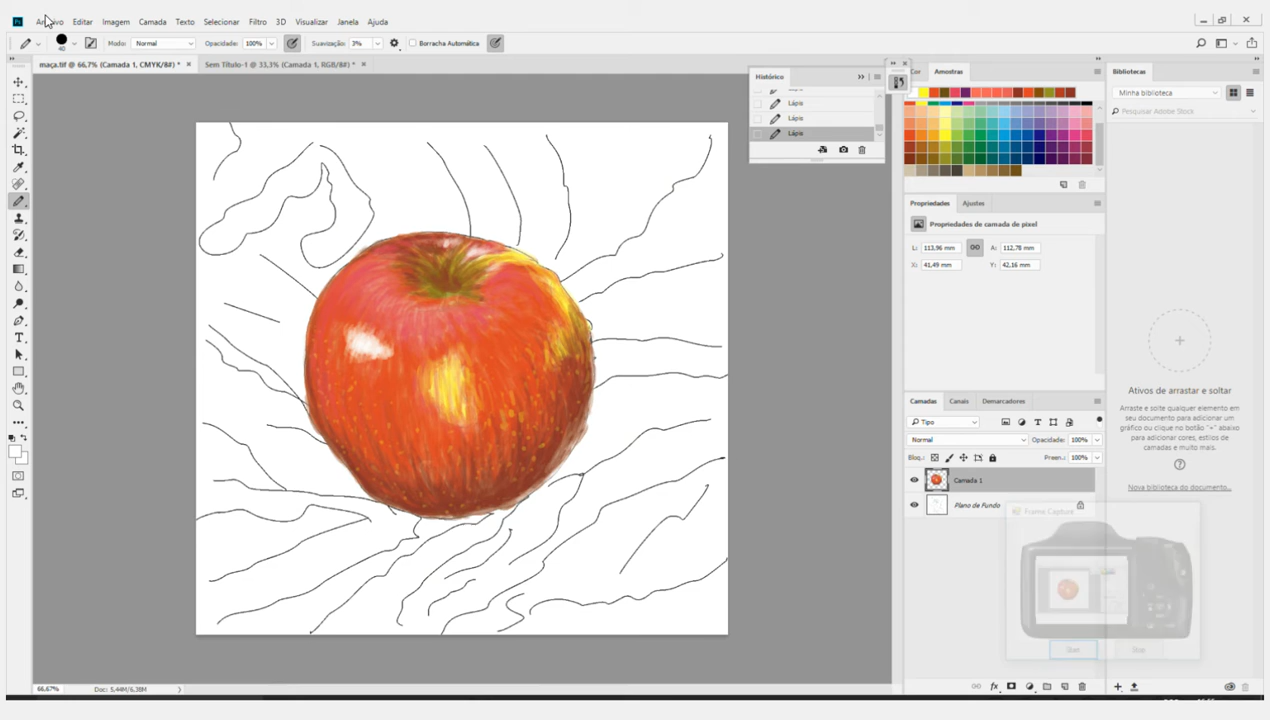 Ps Arquivo Editar Imagem Camada Texto Selecionar Filtro 3D Visualizar Janela Ajuda
40 Modo: Normal Opacidade: 100% Suavização: 3% Borracha Automática
maça.tif @ 66,7% (Camada 1, CMYK/8#) * Sem Título-1 @ 33,3% (Camada 1, RGB/8#) *
Histórico
Lápis
Lápis
Lápis
Lápis
Cor Amostras
Bibliotecas
Minha biblioteca
Pesquisar Adobe Stock
Propriedades Ajustes
Propriedades de camada de pixel
L: 113,96 mm A: 112,78 mm
X: 41,49 mm Y: 42,16 mm
Ativos de arrastar e soltar
Arraste e solte qualquer elemento em
seu documento para adicionar um
gráfico ou clique no botão "+" abaixo
para adicionar cores, estilos de
camadas e muito mais.
Nova biblioteca do documento...
Camadas Canais Demarcadores
Tipo
Normal Opacidade: 100%
Bloq.: Preen.: 100%
Camada 1
Plano de Fundo
Frame Capture
Start Stop
66,67% Doc: 5,44M/6,38M